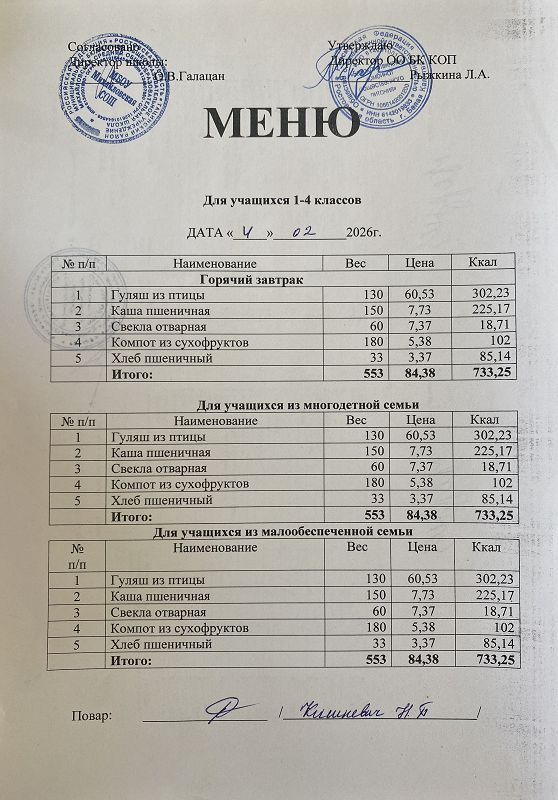 Согласовано Утверждаю
Директор школы: Директор ОО БК КОП
О.В.Галацан Рыжкина Л.А.
МЕНЮ
Для учащихся 1-4 классов
ДАТА «4» 02 2026г.
№ п/п Наименование Вес Цена Ккал
Горячий завтрак
1 Гуляш из птицы 130 60,53 302,23
2 Каша пшеничная 150 7,73 225,17
3 Свекла отварная 60 7,37 18,71
4 Компот из сухофруктов 180 5,38 102
5 Хлеб пшеничный 33 3,37 85,14
Итого: 553 84,38 733,25
Для учащихся из многодетной семьи
№ п/п Наименование Вес Цена Ккал
1 Гуляш из птицы 130 60,53 302,23
2 Каша пшеничная 150 7,73 225,17
3 Свекла отварная 60 7,37 18,71
4 Компот из сухофруктов 180 5,38 102
5 Хлеб пшеничный 33 3,37 85,14
Итого: 553 84,38 733,25
Для учащихся из малообеспеченной семьи
№ п/п Наименование Вес Цена Ккал
1 Гуляш из птицы 130 60,53 302,23
2 Каша пшеничная 150 7,73 225,17
3 Свекла отварная 60 7,37 18,71
4 Компот из сухофруктов 180 5,38 102
5 Хлеб пшеничный 33 3,37 85,14
Итого: 553 84,38 733,25
Повар: / Кишневич Н.Б /